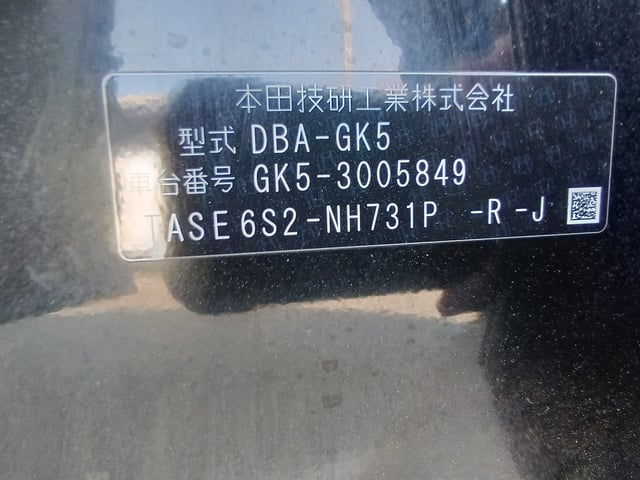 本田技研工業株式会社
型式 DBA-GK5
車台番号 GK5-3005849
TASE6S2-NH731P -R-J